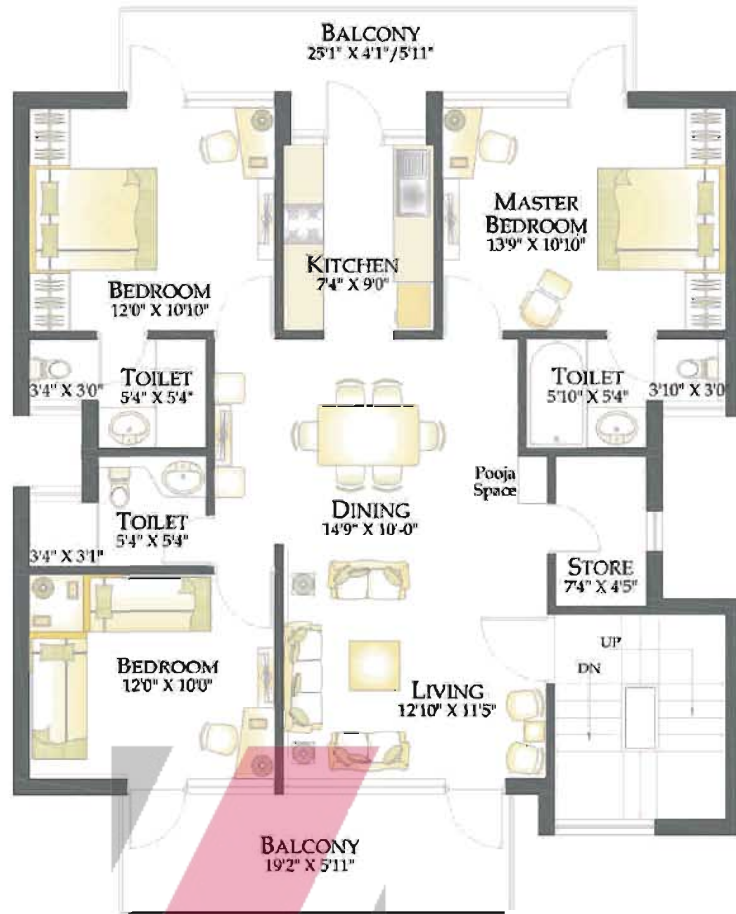 BALCONY
25'1" X 4'1"/5'11"
MASTER
BEDROOM
13'9" X 10'10"
KITCHEN
7'4" X 9'0"
BEDROOM
12'0" X 10'10"
3'4" X 3'0"
TOILET
5'4" X 5'4"
TOILET
5'10" X 5'4"
3'10" X 3'0"
Pooja
Space
DINING
14'9" X 10'-0"
TOILET
5'4" X 5'4"
3'4" X 3'1"
STORE
7'4" X 4'5"
UP
DN
BEDROOM
12'0" X 10'0"
LIVING
12'10" X 11'5"
BALCONY
19'2" X 5'11"